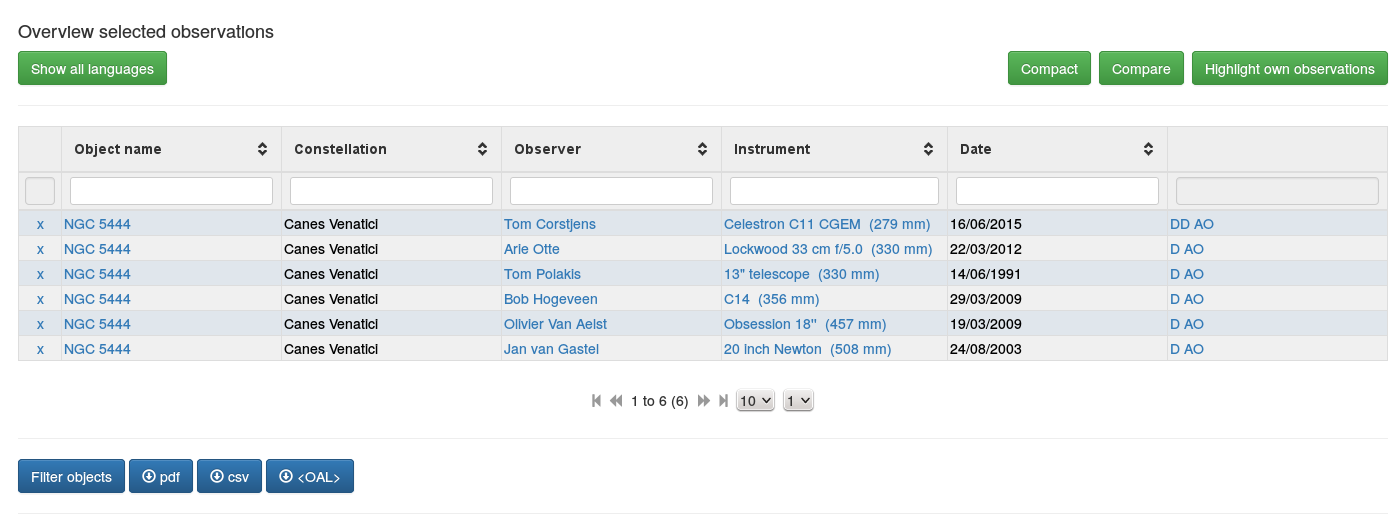 Overview selected observations
Show all languages Compact Compare Highlight own observations
Object name Constellation Observer Instrument Date
x NGC 5444 Canes Venatici Tom Corstjens Celestron C11 CGEM (279 mm) 16/06/2015 DD AO
x NGC 5444 Canes Venatici Arie Otte Lockwood 33 cm f/5.0 (330 mm) 22/03/2012 D AO
x NGC 5444 Canes Venatici Tom Polakis 13" telescope (330 mm) 14/06/1991 D AO
x NGC 5444 Canes Venatici Bob Hogeveen C14 (356 mm) 29/03/2009 D AO
x NGC 5444 Canes Venatici Olivier Van Aelst Obsession 18" (457 mm) 19/03/2009 D AO
x NGC 5444 Canes Venatici Jan van Gastel 20 inch Newton (508 mm) 24/08/2003 D AO
1 to 6 (6) 10 1
Filter objects pdf csv <OAL>